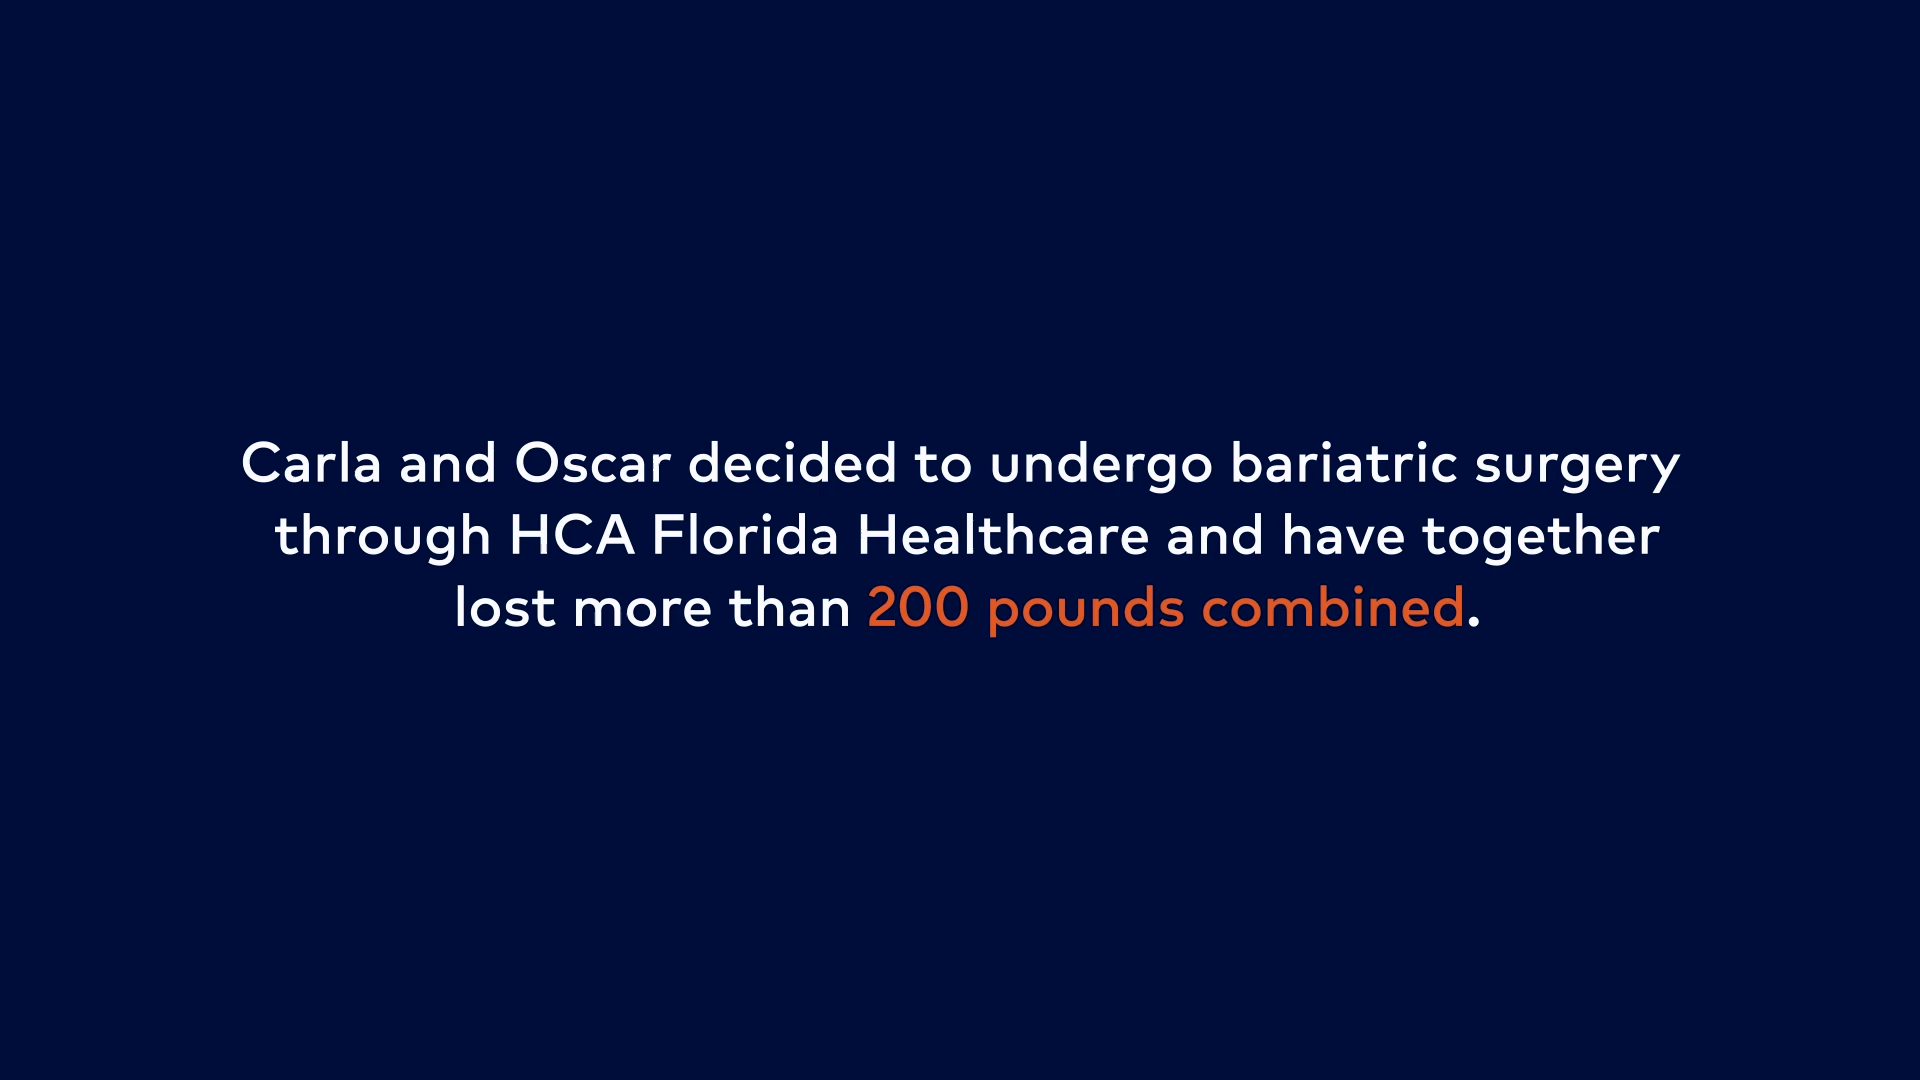 Carla and Oscar decided to undergo bariatric surgery
through HCA Florida Healthcare and have together
lost more than 200 pounds combined.